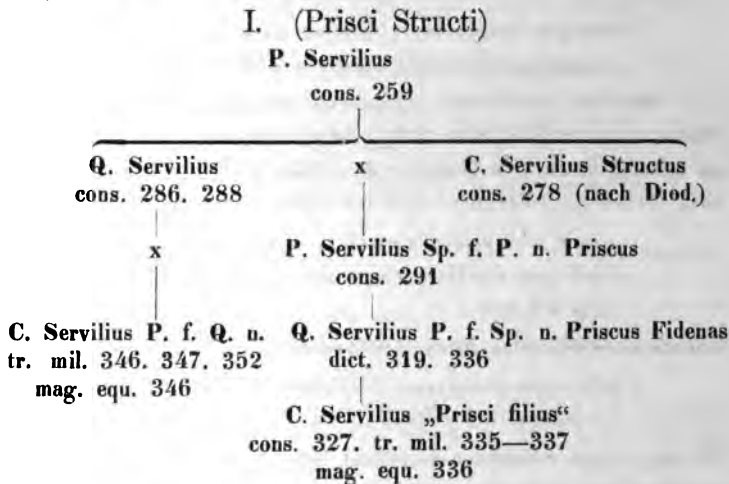 I. (Prisci Structi)
P. Servilius
cons. 259
Q. Servilius x C. Servilius Structus
cons. 286. 288 cons. 278 (nach Diod.)
x P. Servilius Sp. f. P. n. Priscus
cons. 291
C. Servilius P. f. Q. n. Q. Servilius P. f. Sp. n. Priscus Fidenas
tr. mil. 346. 347. 352 dict. 319. 336
mag. equ. 346
C. Servilius „Prisci filius“
cons. 327. tr. mil. 335—337
mag. equ. 336